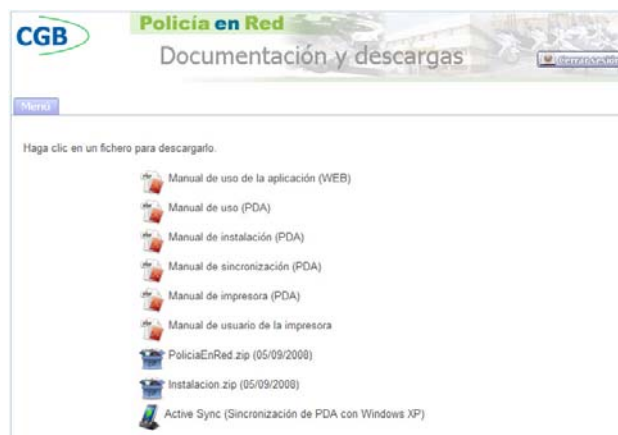 CGB
Policía en Red
Documentación y descargas
Cerrar Sesión
Menú
Haga clic en un fichero para descargarlo.
Manual de uso de la aplicación (WEB)
Manual de uso (PDA)
Manual de instalación (PDA)
Manual de sincronización (PDA)
Manual de impresora (PDA)
Manual de usuario de la impresora
PoliciaEnRed.zip (05/09/2008)
Instalacion.zip (05/09/2008)
Active Sync (Sincronización de PDA con Windows XP)